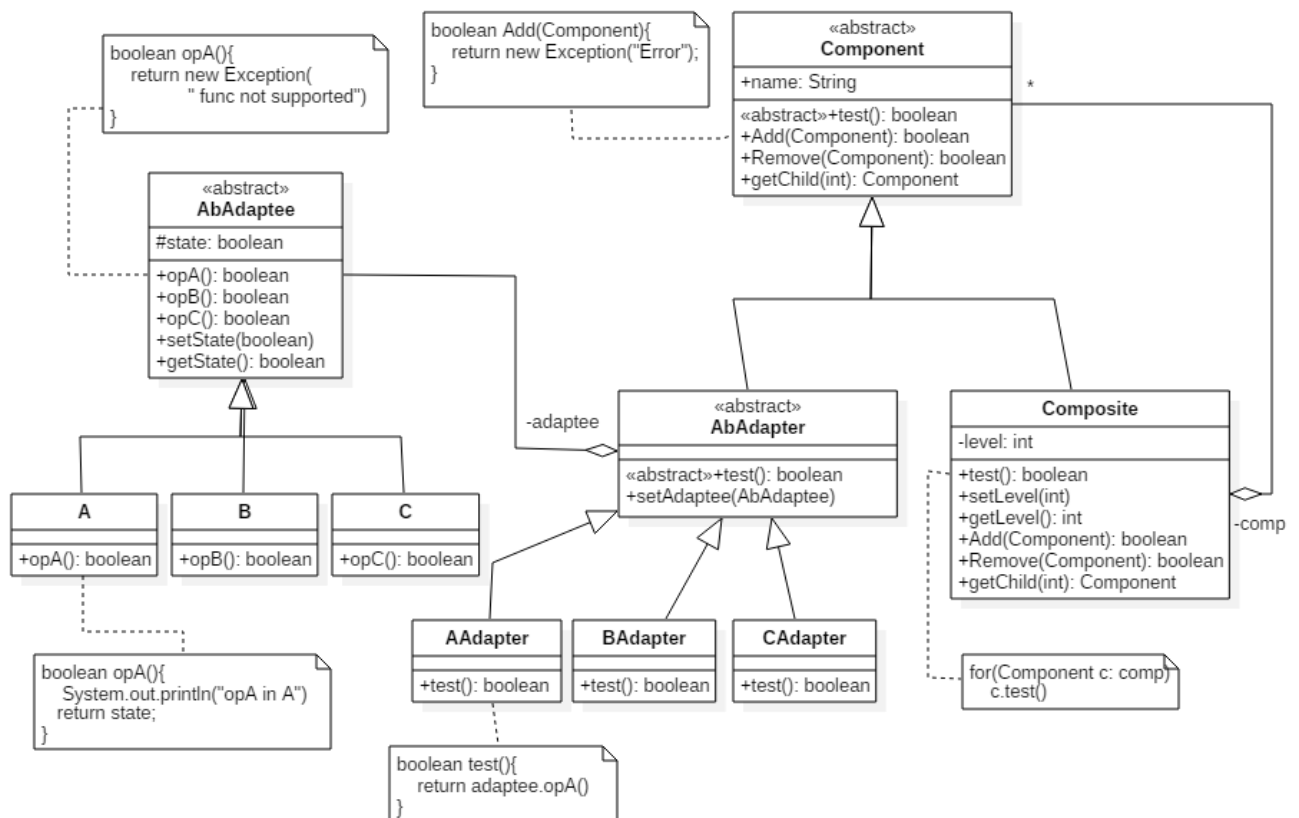 boolean opA(){
return new Exception(
" func not supported")
}
boolean Add(Component){
return new Exception("Error");
}
«abstract»
Component
+name: String
«abstract»+test(): boolean
+Add(Component): boolean
+Remove(Component): boolean
+getChild(int): Component
*
«abstract»
AbAdaptee
#state: boolean
+opA(): boolean
+opB(): boolean
+opC(): boolean
+setState(boolean)
+getState(): boolean
-adaptee
«abstract»
AbAdapter
«abstract»+test(): boolean
+setAdaptee(AbAdaptee)
Composite
-level: int
+test(): boolean
+setLevel(int)
+getLevel(): int
+Add(Component): boolean
+Remove(Component): boolean
+getChild(int): Component
-comp
A
+opA(): boolean
B
+opB(): boolean
C
+opC(): boolean
AAdapter
+test(): boolean
BAdapter
+test(): boolean
CAdapter
+test(): boolean
boolean opA(){
System.out.println("opA in A")
return state;
}
for(Component c: comp)
c.test()
boolean test(){
return adaptee.opA()
}